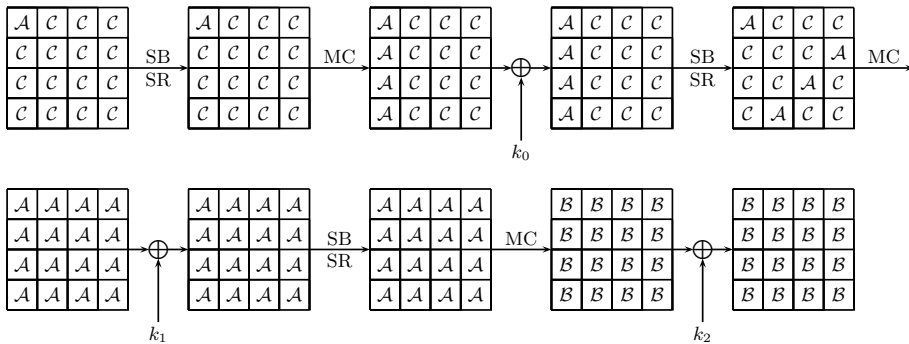 A C C C A C C C A C C C A C C C A C C C
C C C C C C C C A C C C A C C C C C C A
SB MC SB MC
SR SR
C C C C C C C C A C C C A C C C C C A C
C C C C C C C C A C C C A C C C C A C C
k0
A A A A A A A A A A A A B B B B B B B B
A A A A A A A A A A A A B B B B B B B B
SB MC
SR
A A A A A A A A A A A A B B B B B B B B
A A A A A A A A A A A A B B B B B B B B
k1 k2